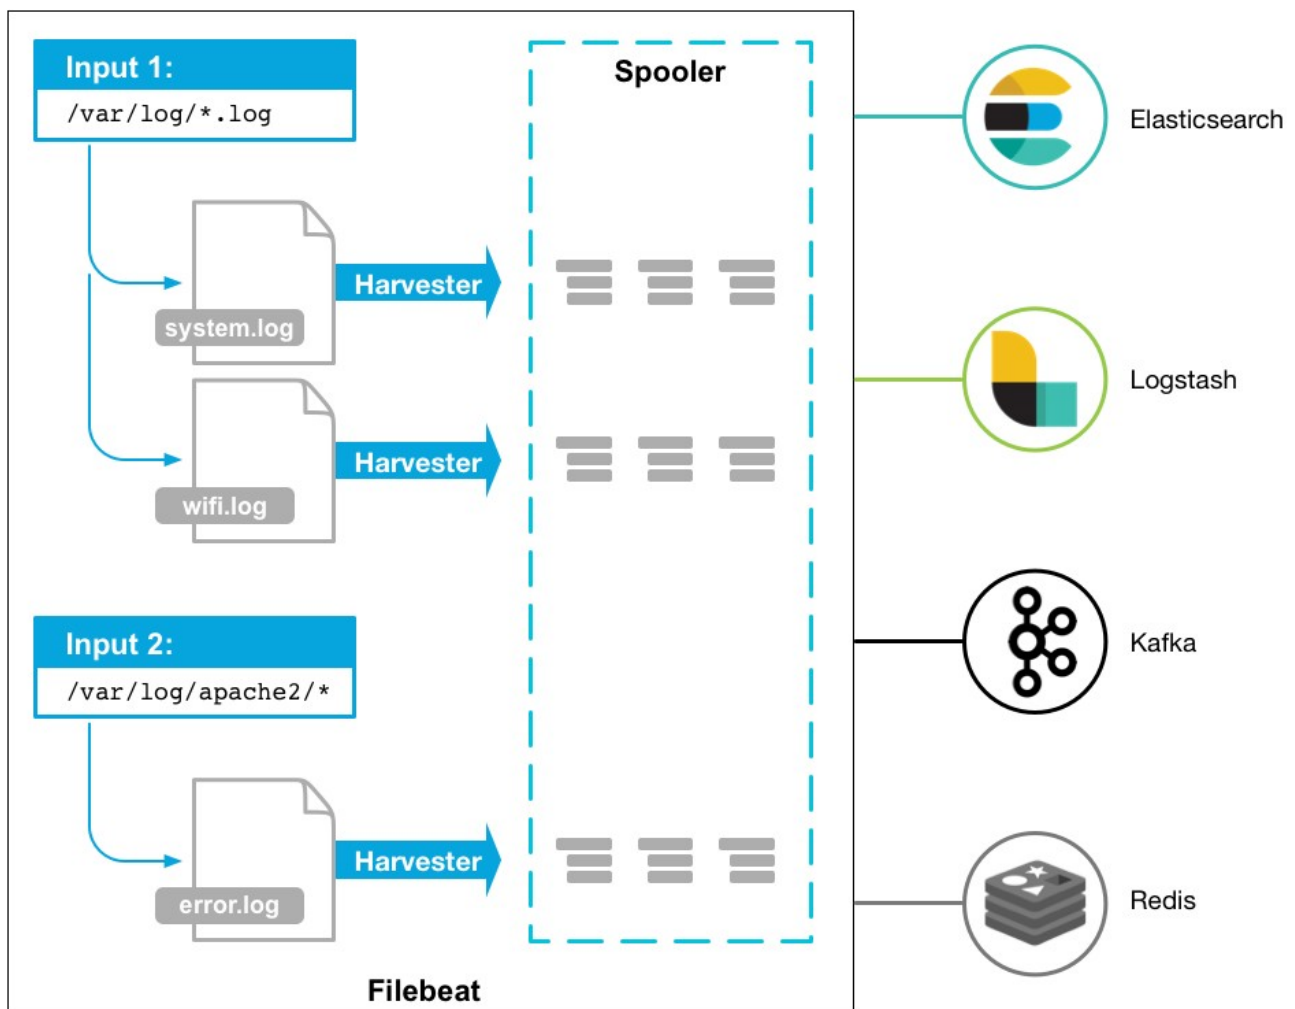 Input 1:
/var/log/*.log
Spooler
Elasticsearch
Harvester
system.log
Logstash
Harvester
wifi.log
Input 2:
/var/log/apache2/*
Kafka
Harvester
error.log
Redis
Filebeat